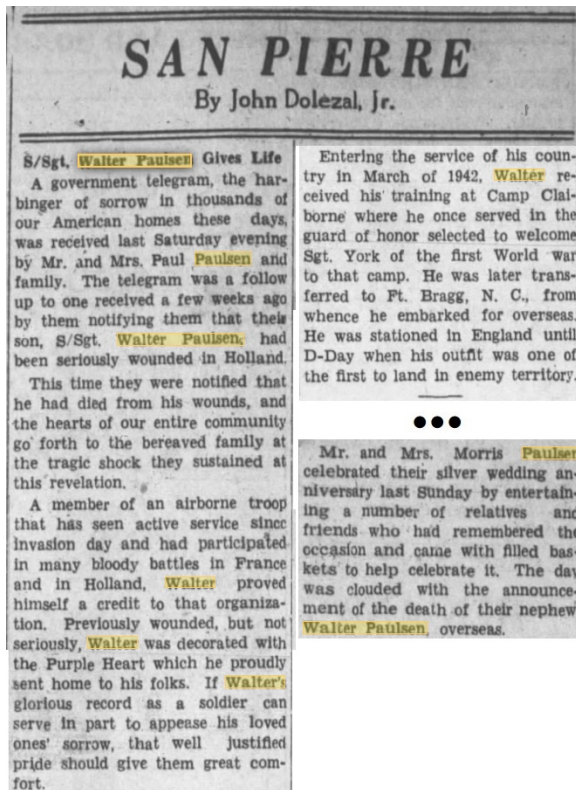 SAN PIERRE
By John Dolezal, Jr.
S/Sgt. Walter Paulsen Gives Life
A government telegram, the har-
binger of sorrow in thousands of
our American homes these days,
was received last Saturday evening
by Mr. and Mrs. Paul Paulsen and
family. The telegram was a follow
up to one received a few weeks ago
by them notifying them that their
son, S/Sgt. Walter Paulsen, had
been seriously wounded in Holland.
This time they were notified that
he had died from his wounds, and
the hearts of our entire community
go forth to the bereaved family at
the tragic shock they sustained at
this revelation.
A member of an airborne troop
that has seen active service since
invasion day and had participated
in many bloody battles in France
and in Holland, Walter proved
himself a credit to that organiza-
tion. Previously wounded, but not
seriously, Walter was decorated with
the Purple Heart which he proudly
sent home to his folks. If Walter's
glorious record as a soldier can
serve in part to appease his loved
ones' sorrow, that well justified
pride should give them great com-
fort.
Entering the service of his coun-
try in March of 1942, Walter re-
ceived his training at Camp Clai-
borne where he once served in the
guard of honor selected to welcome
Sgt. York of the first World war
to that camp. He was later trans-
ferred to Ft. Bragg, N. C., from
whence he embarked for overseas.
He was stationed in England until
D-Day when his outfit was one of
the first to land in enemy territory.
●●●
Mr. and Mrs. Morris Paulsen
celebrated their silver wedding an-
niversary last Sunday by entertain-
ing a number of relatives and
friends who had remembered the
occasion and came with filled bas-
kets to help celebrate it. The day
was clouded with the announce-
ment of the death of their nephew
Walter Paulsen, overseas.